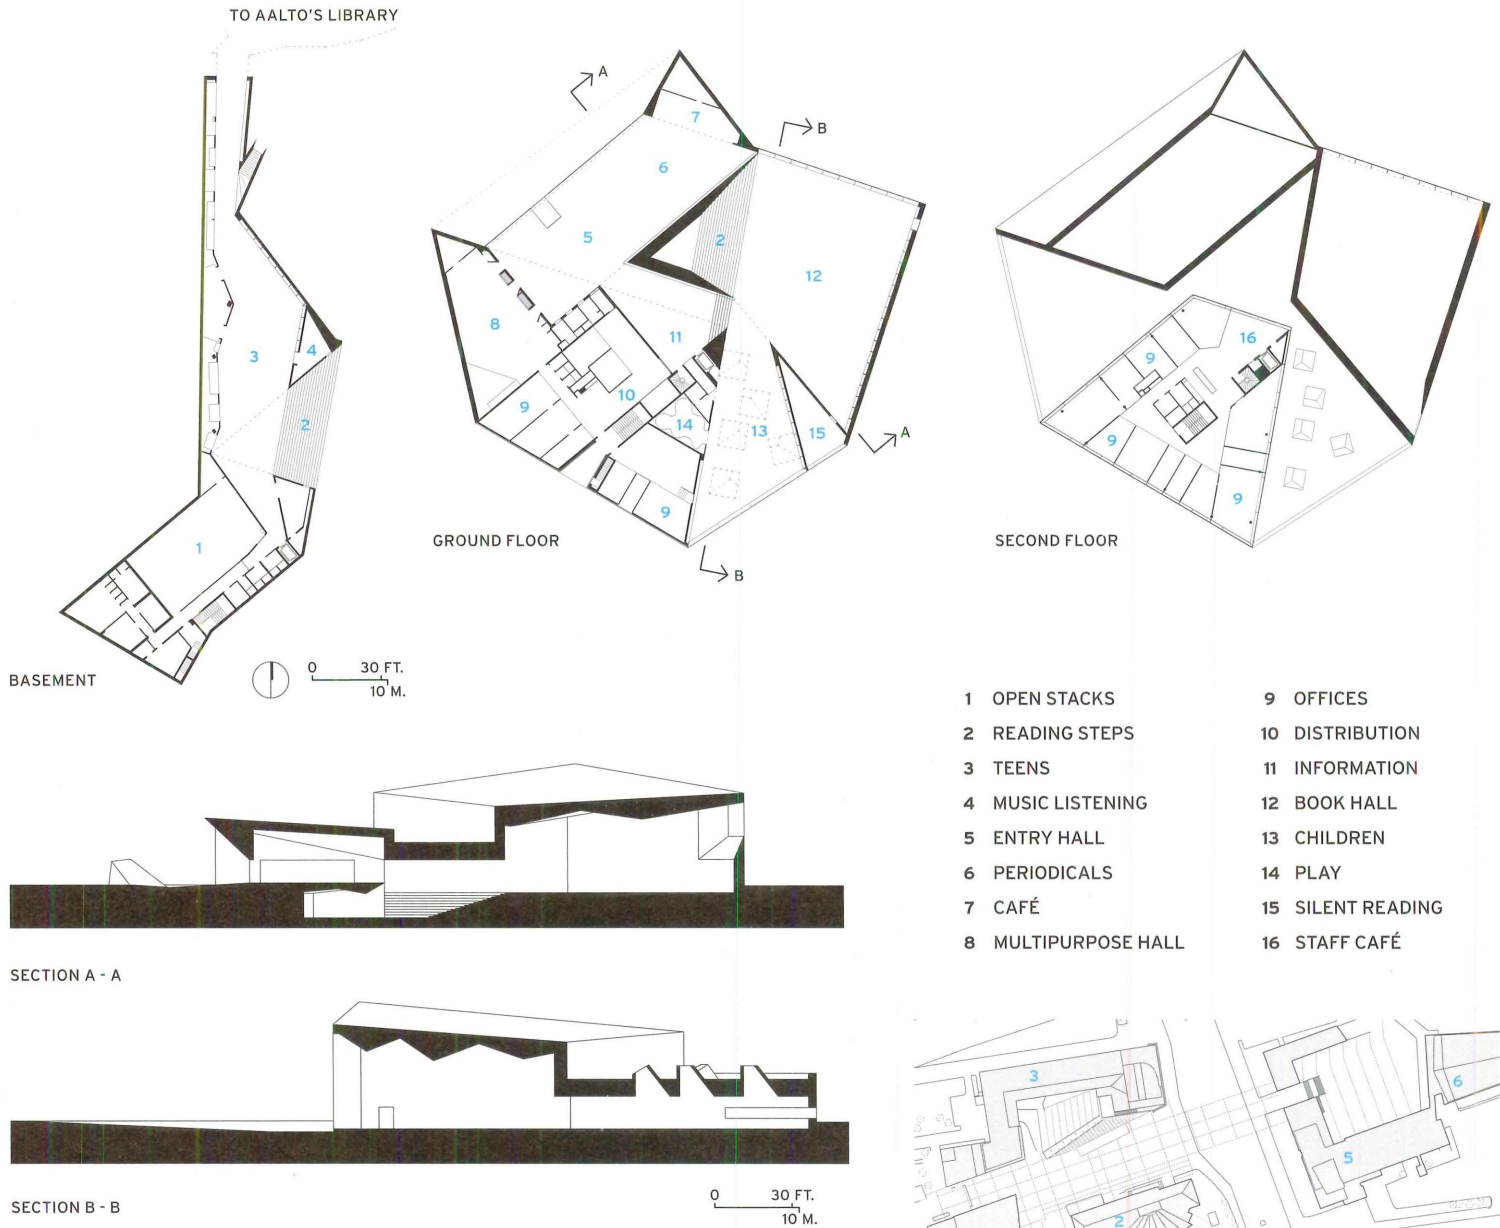 TO AALTO'S LIBRARY
3
4
2
1
BASEMENT
0 30 FT.
10 M.
A
B
7
6
5
2
12
8
11
10
9
14
13
15
A
9
GROUND FLOOR
B
16
9
9
9
SECOND FLOOR
1 OPEN STACKS
2 READING STEPS
3 TEENS
4 MUSIC LISTENING
5 ENTRY HALL
6 PERIODICALS
7 CAFÉ
8 MULTIPURPOSE HALL
9 OFFICES
10 DISTRIBUTION
11 INFORMATION
12 BOOK HALL
13 CHILDREN
14 PLAY
15 SILENT READING
16 STAFF CAFÉ
SECTION A - A
SECTION B - B
0 30 FT.
10 M.
3
6
5
2